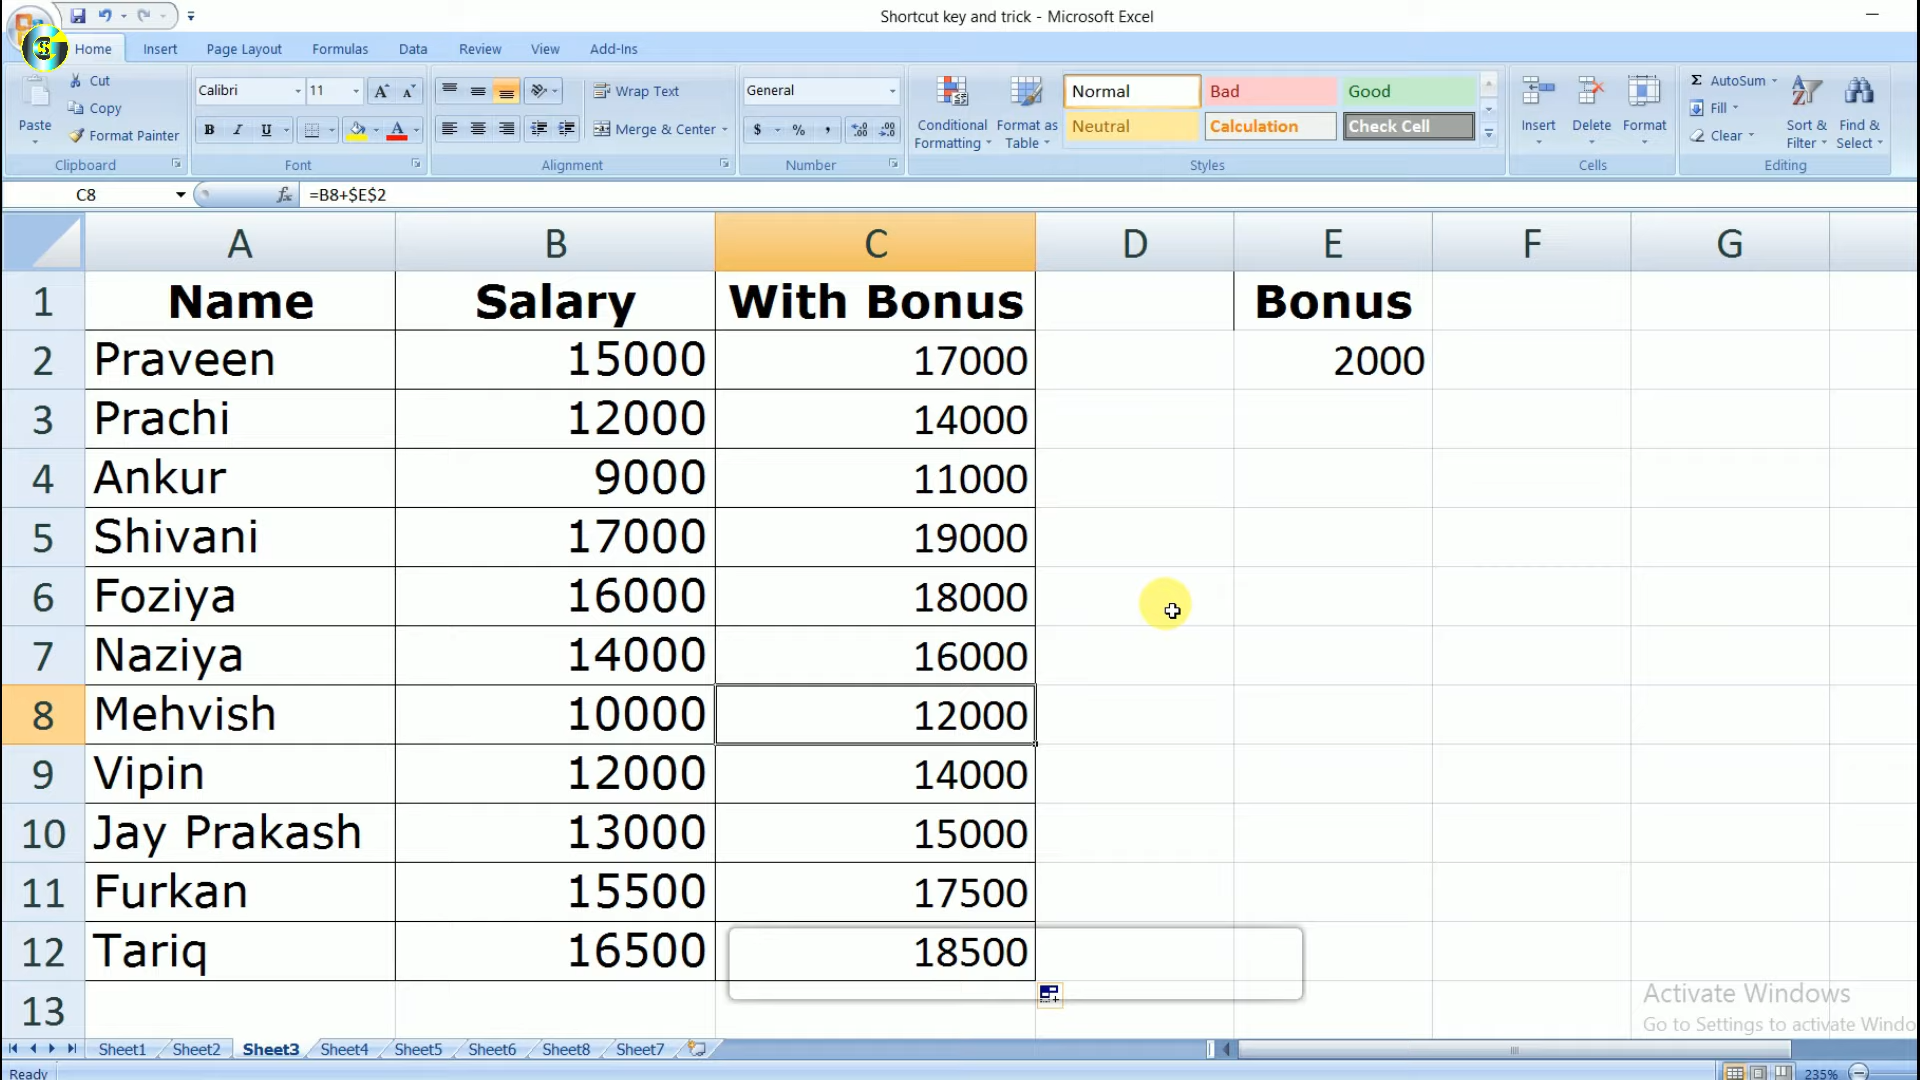 Shortcut key and trick - Microsoft Excel
S Home Insert Page Layout Formulas Data Review View Add-Ins
Paste
Cut
Copy
Format Painter
Clipboard
Calibri 11 A A
B I U A
Font
Wrap Text
Merge & Center
Alignment
General
$ % , .00 .00
Number
Conditional Formatting
Format as Table
Normal Bad Good
Neutral Calculation Check Cell
Styles
Insert Delete Format
Cells
Σ AutoSum
Fill
Clear
Sort & Filter
Find & Select
Editing
C8 fx =B8+$E$2
A B C D E F G
1 Name Salary With Bonus Bonus
2 Praveen 15000 17000 2000
3 Prachi 12000 14000
4 Ankur 9000 11000
5 Shivani 17000 19000
6 Foziya 16000 18000
7 Naziya 14000 16000
8 Mehvish 10000 12000
9 Vipin 12000 14000
10 Jay Prakash 13000 15000
11 Furkan 15500 17500
12 Tariq 16500 18500
13
Activate Windows
Go to Settings to activate Windo
Sheet1 Sheet2 Sheet3 Sheet4 Sheet5 Sheet6 Sheet8 Sheet7
Ready 235%